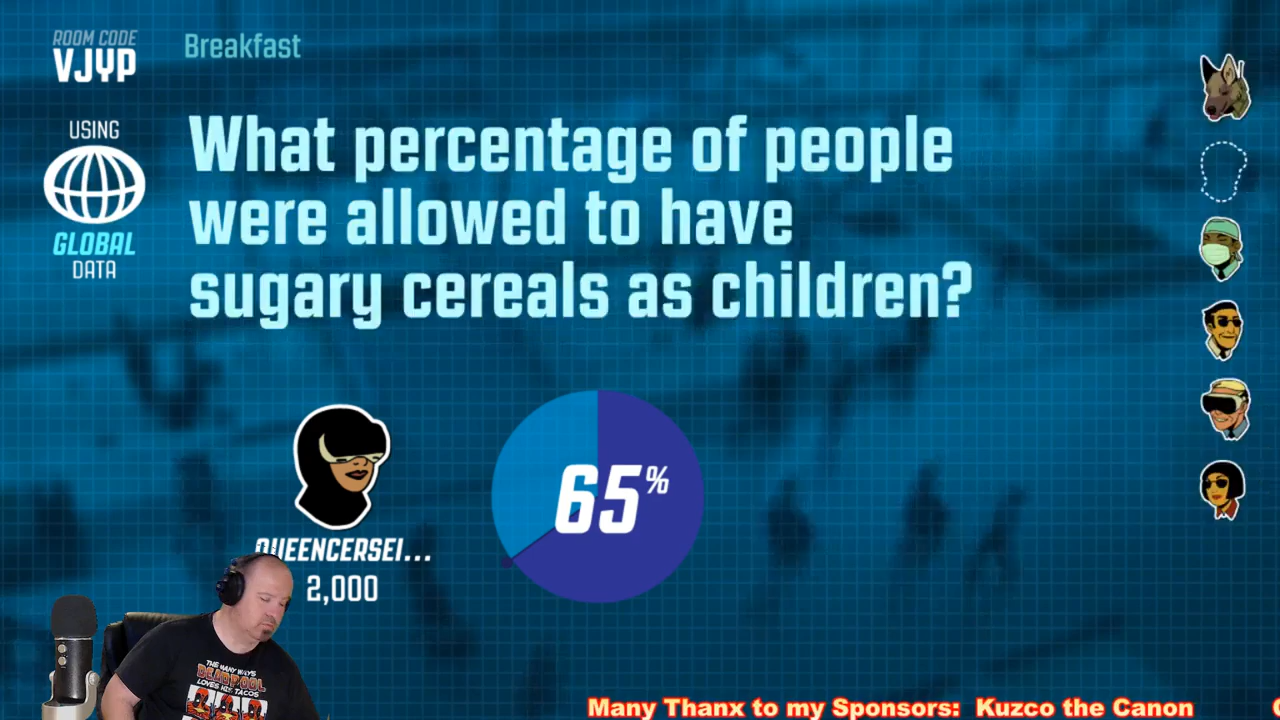 ROOM CODE
VJYP
Breakfast
USING
GLOBAL
DATA
What percentage of people
were allowed to have
sugary cereals as children?
65%
QUEENCERSEI...
2,000
THE MANY WAYS
DEADPOOL
LOVES HIS TACOS
Many Thanx to my Sponsors: Kuzco the Canon